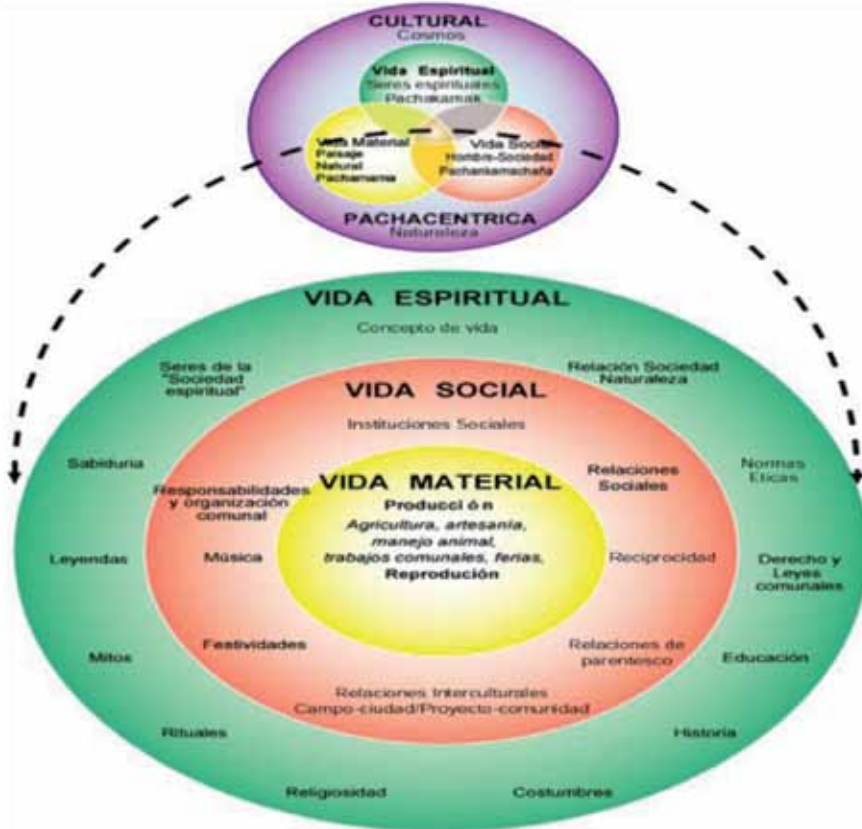 CULTURAL
Cosmos
Vida Espiritual
Seres espirituales
Pachakamak
Vida Material
Paisaje
Natural
Pachamama
Vida Social
Hombre-Sociedad
Pachankamachaña
PACHACENTRICA
Naturaleza
VIDA ESPIRITUAL
Concepto de vida
Seres de la
"Sociedad
espiritual"
Relación Sociedad
Naturaleza
VIDA SOCIAL
Instituciones Sociales
Sabiduria
Normas
Eticas
VIDA MATERIAL
Producción
Agricultura, artesanía,
manejo animal,
trabajos comunales, ferias,
Reprodución
Responsabilidades
y organización
comunal
Relaciones
Sociales
Leyendas
Música
Reciprocidad
Derecho y
Leyes
comunales
Mitos
Festividades
Relaciones de
parentesco
Educación
Relaciones Interculturales
Campo-ciudad/Proyecto-comunidad
Rituales
Historia
Religiosidad
Costumbres